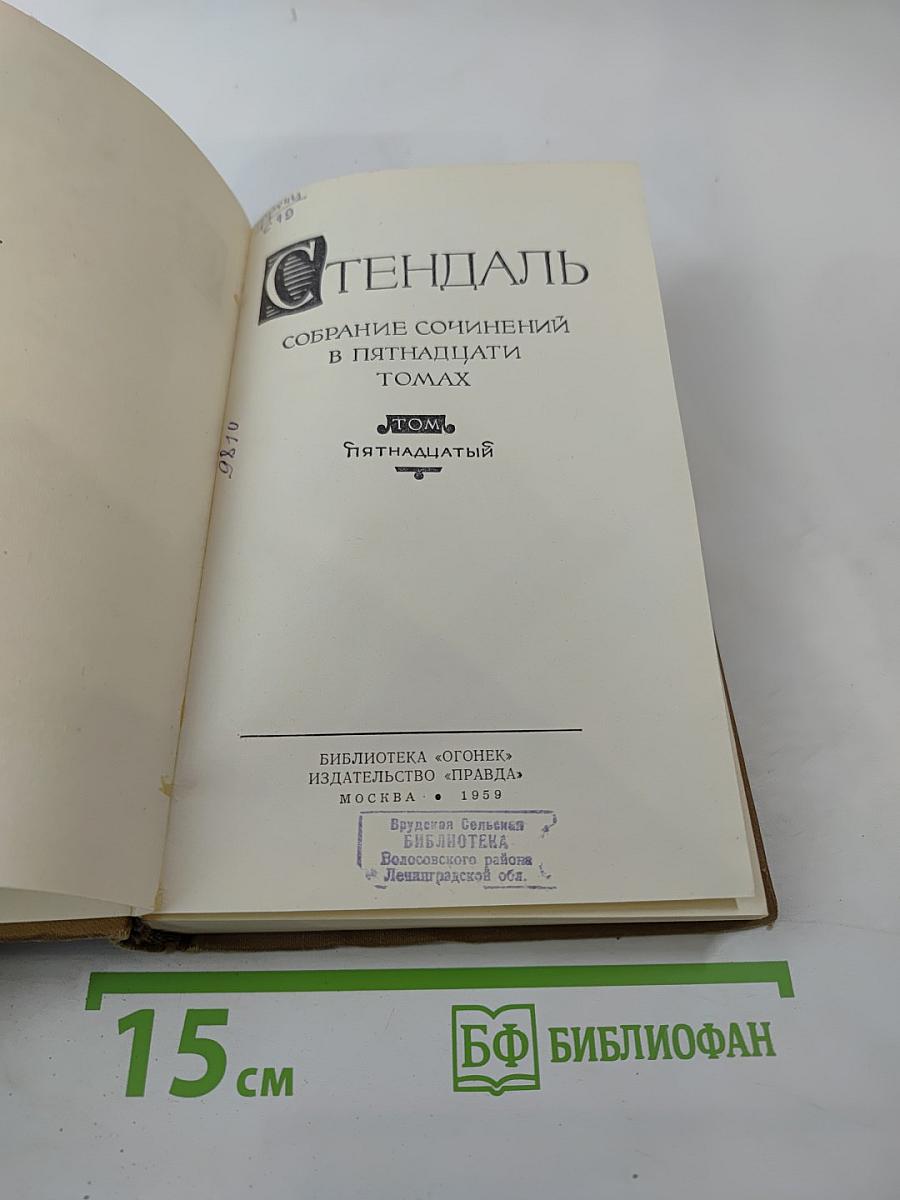 С19
СТЕНДАЛЬ
СОБРАНИЕ СОЧИНЕНИЙ
В ПЯТНАДЦАТИ
ТОМАХ
ТОМ
ПЯТНАДЦАТЫЙ
9810
БИБЛИОТЕКА «ОГОНЕК»
ИЗДАТЕЛЬСТВО «ПРАВДА»
МОСКВА • 1959
Врудская Сельская
БИБЛИОТЕКА
Волосовского района
Ленинградской обл.
15 см
БФ БИБЛИОФАН